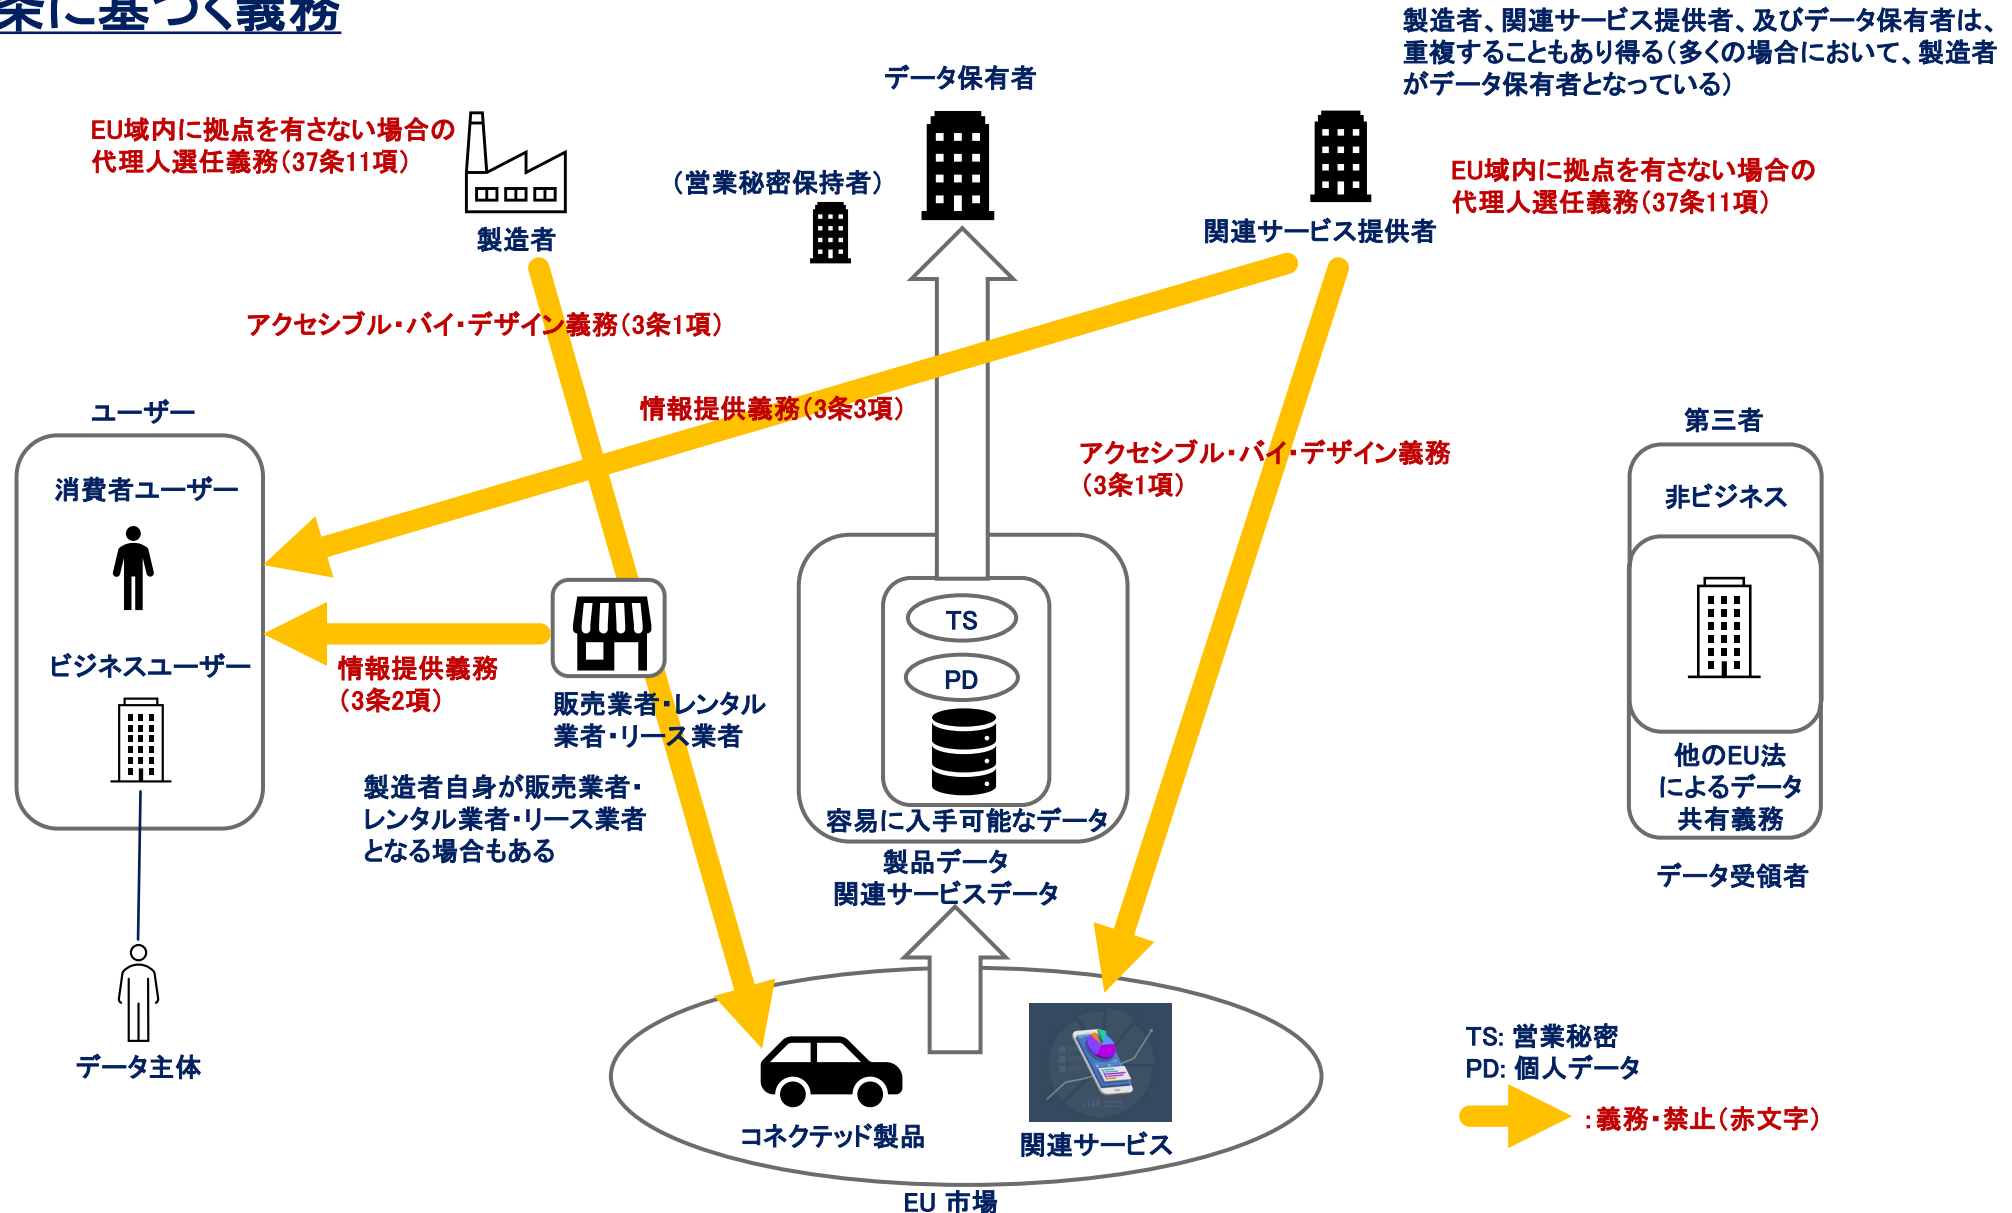 条に基づく義務
製造者、関連サービス提供者、及びデータ保有者は、
重複することもあり得る（多くの場合において、製造者
がデータ保有者となっている）
データ保有者
EU域内に拠点を有さない場合の
代理人選任義務（37条11項）
（営業秘密保持者）
EU域内に拠点を有さない場合の
代理人選任義務（37条11項）
製造者
関連サービス提供者
アクセシブル・バイ・デザイン義務（3条1項）
情報提供義務（3条3項）
ユーザー
第三者
アクセシブル・バイ・デザイン義務
（3条1項）
消費者ユーザー
非ビジネス
TS
ビジネスユーザー
情報提供義務
（3条2項）
PD
販売業者・レンタル
業者・リース業者
他のEU法
によるデータ
共有義務
製造者自身が販売業者・
レンタル業者・リース業者
となる場合もある
容易に入手可能なデータ
製品データ
関連サービスデータ
データ受領者
データ主体
TS: 営業秘密
PD: 個人データ
：義務・禁止（赤文字）
コネクテッド製品
関連サービス
EU 市場